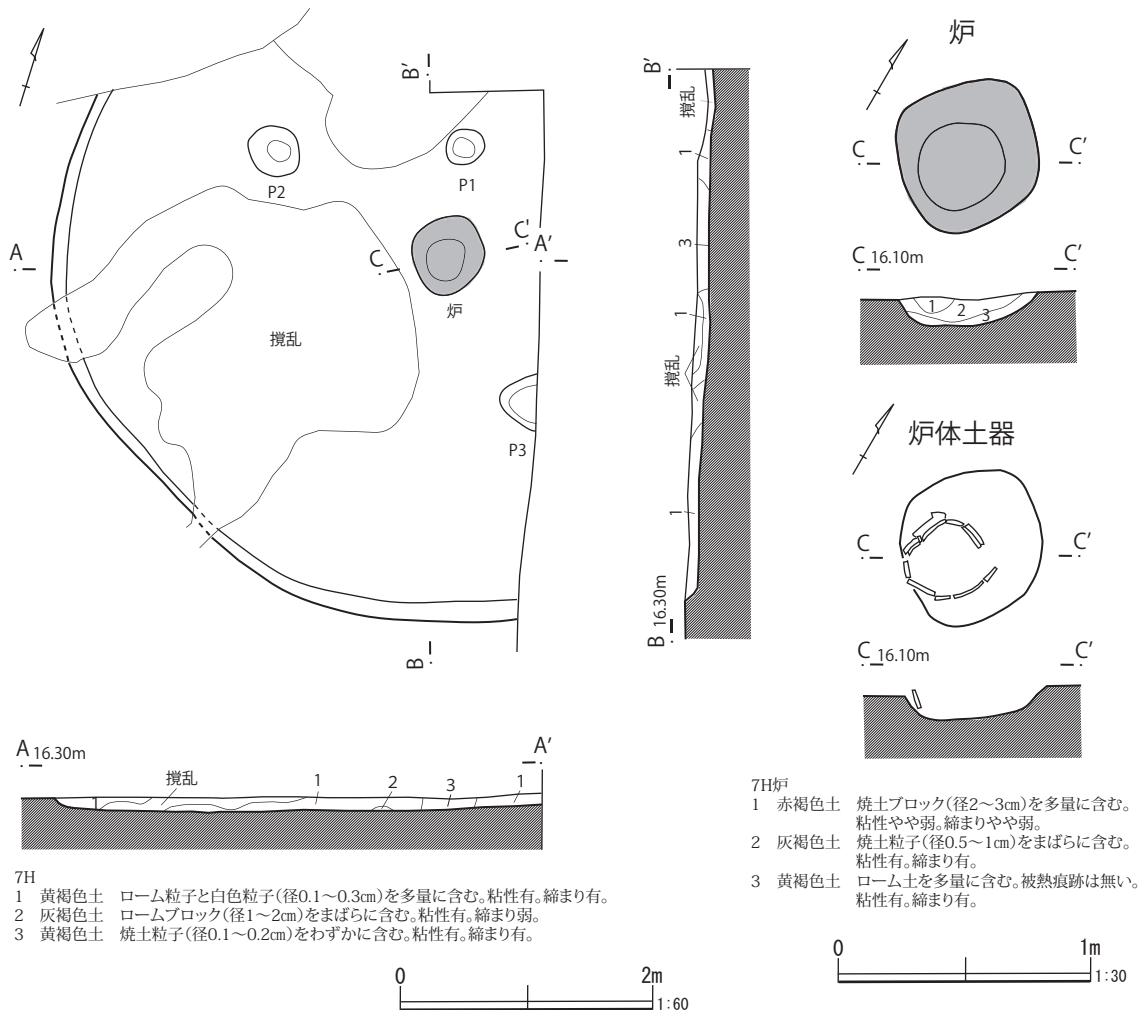 B'
P2
P1
A
C
C'
A'
炉
撹乱
P3
B
B'
撹乱
1
3
1
撹乱
1
B 16.30m
炉
C
C'
C 16.10m
C'
1
2
3
炉体土器
C
C'
C 16.10m
C'
A 16.30m
A'
撹乱
1
2
3
1
7H
1 黄褐色土 ローム粒子と白色粒子(径0.1～0.3㎝)を多量に含む。粘性有。締まり有。
2 灰褐色土 ロームブロック(径1～2㎝)をまばらに含む。粘性有。締まり弱。
3 黄褐色土 焼土粒子(径0.1～0.2㎝)をわずかに含む。粘性有。締まり有。
7H炉
1 赤褐色土 焼土ブロック(径2～3㎝)を多量に含む。
粘性やや弱。締まりやや弱。
2 灰褐色土 焼土粒子(径0.5～1㎝)をまばらに含む。
粘性有。締まり有。
3 黄褐色土 ローム土を多量に含む。被熱痕跡は無い。
粘性有。締まり有。
0
2m
1:60
0
1m
1:30